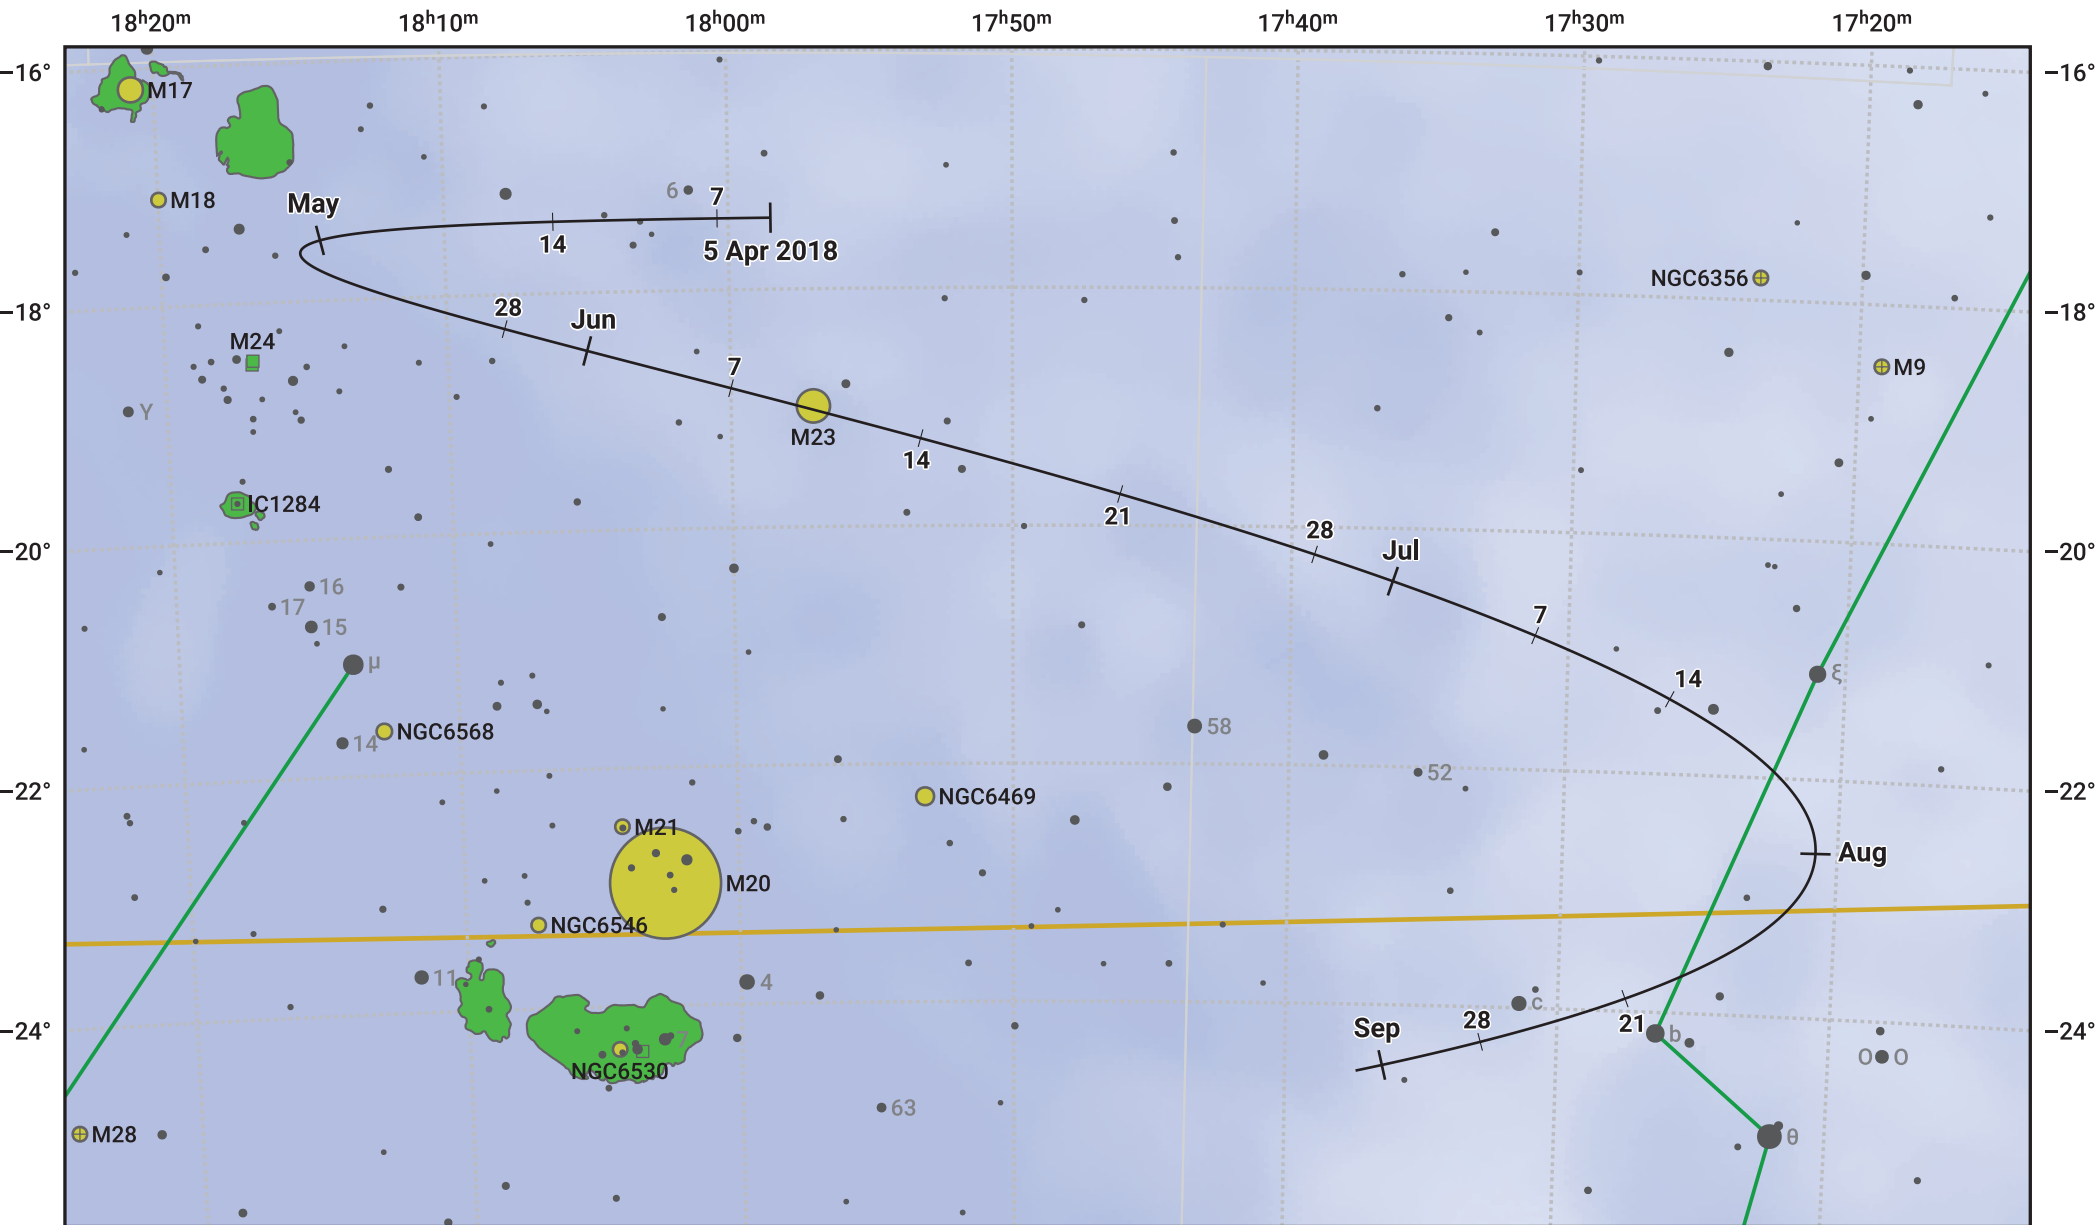 18ʰ20ᵐ 18ʰ10ᵐ 18ʰ00ᵐ 17ʰ50ᵐ 17ʰ40ᵐ 17ʰ30ᵐ 17ʰ20ᵐ
−16° −16°
M17
M18
6
7
May
14
5 Apr 2018
NGC6356
−18° −18°
28
Jun
M24
7
M9
Y
M23
14
IC1284
21
28
−20° −20°
Jul
16
17
15
7
μ
ξ
14
58
NGC6568
14
52
−22° −22°
NGC6469
M21
Aug
M20
NGC6546
11
4
c
28
21
Sep
−24° −24°
b
7
O O
NGC6530
63
M28
θ